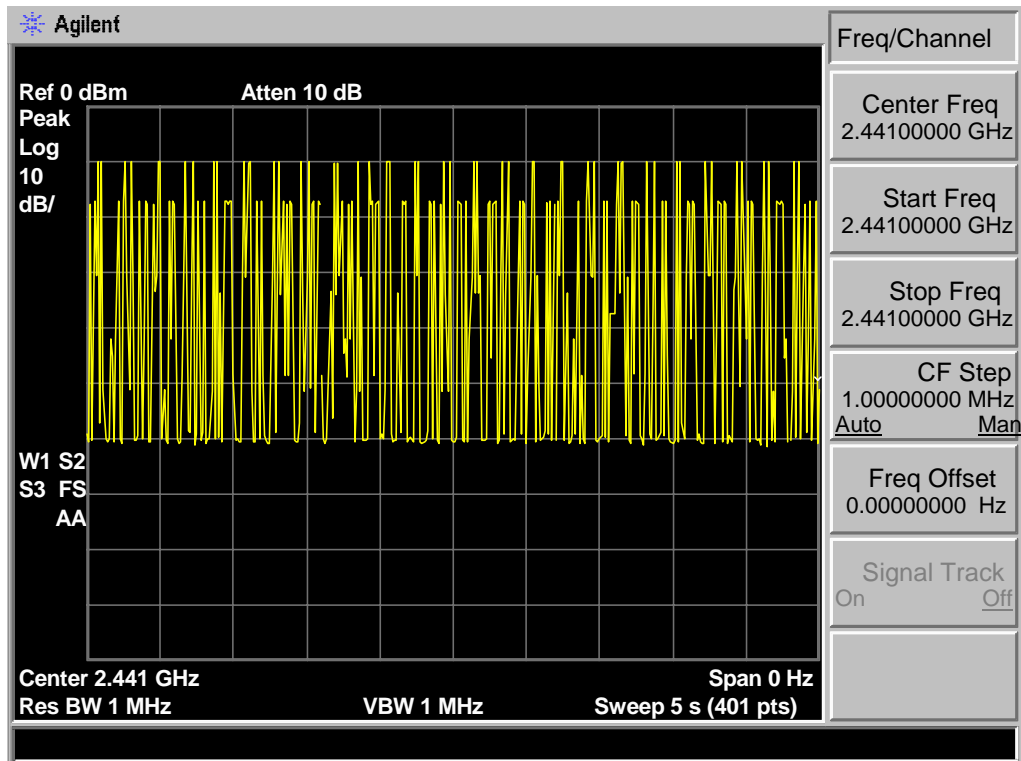 Agilent
Freq/Channel
Ref 0 dBm Atten 10 dB
Peak
Log
10
dB/
W1 S2
S3 FS
AA
Center 2.441 GHz Span 0 Hz
Res BW 1 MHz VBW 1 MHz Sweep 5 s (401 pts)
Center Freq
2.44100000 GHz
Start Freq
2.44100000 GHz
Stop Freq
2.44100000 GHz
CF Step
1.00000000 MHz
Auto Man
Freq Offset
0.00000000 Hz
Signal Track
On Off